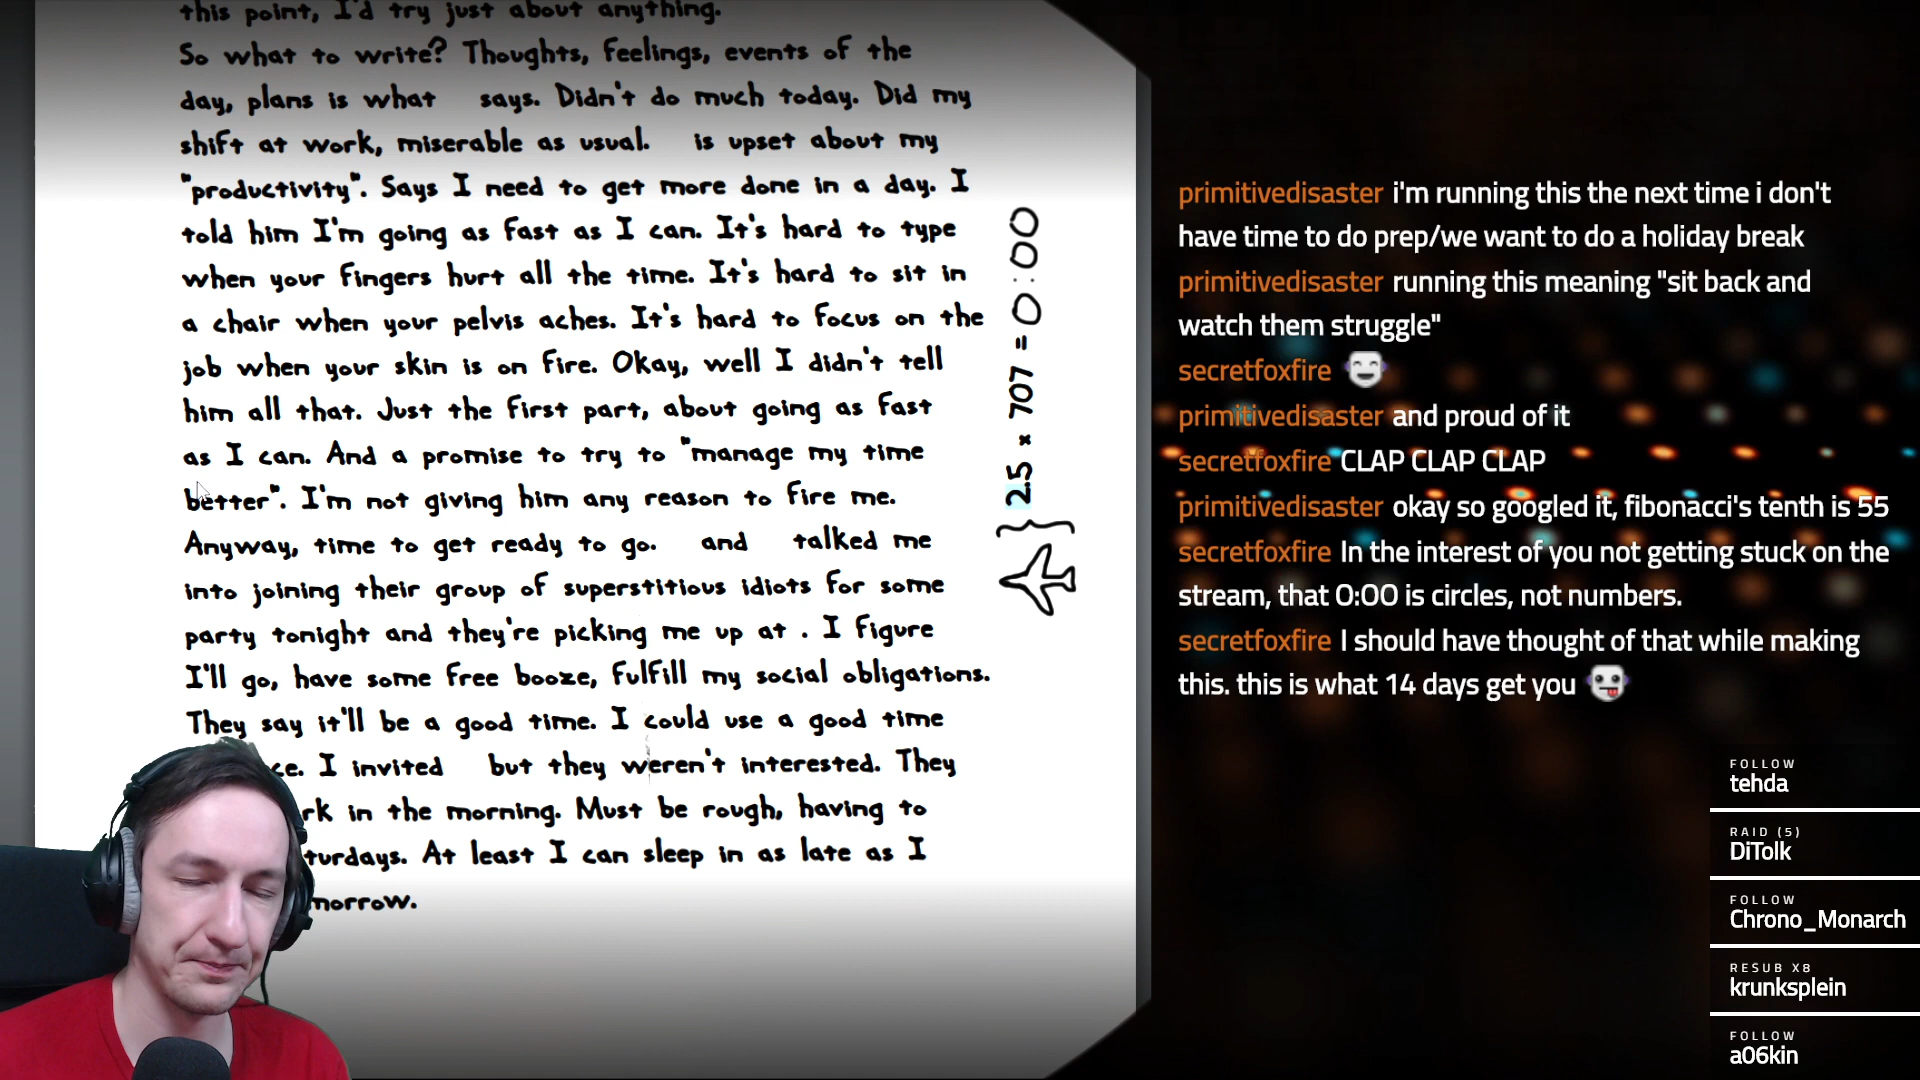 this point, I'd try just about anything.
So what to write? Thoughts, feelings, events of the
day, plans is what says. Didn't do much today. Did my
shift at work, miserable as usual. is upset about my
"productivity". Says I need to get more done in a day. I
told him I'm going as fast as I can. It's hard to type
when your fingers hurt all the time. It's hard to sit in
a chair when your pelvis aches. It's hard to focus on the
job when your skin is on fire. Okay, well I didn't tell
him all that. Just the first part, about going as fast
as I can. And a promise to try to "manage my time
better". I'm not giving him any reason to fire me.
Anyway, time to get ready to go. and talked me
into joining their group of superstitious idiots for some
party tonight and they're picking me up at . I figure
I'll go, have some free booze, fulfill my social obligations.
They say it'll be a good time. I could use a good time
ce. I invited but they weren't interested. They
rk in the morning. Must be rough, having to
turdays. At least I can sleep in as late as I
morrow.
} 2.5 × 707 = 0:00
primitivedisaster i'm running this the next time i don't
have time to do prep/we want to do a holiday break
primitivedisaster running this meaning "sit back and
watch them struggle"
secretfoxfire
primitivedisaster and proud of it
secretfoxfire CLAP CLAP CLAP
primitivedisaster okay so googled it, fibonacci's tenth is 55
secretfoxfire In the interest of you not getting stuck on the
stream, that 0:00 is circles, not numbers.
secretfoxfire I should have thought of that while making
this. this is what 14 days get you
FOLLOW
tehda
RAID (5)
DiTolk
FOLLOW
Chrono_Monarch
RESUB X8
krunksplein
FOLLOW
a06kin